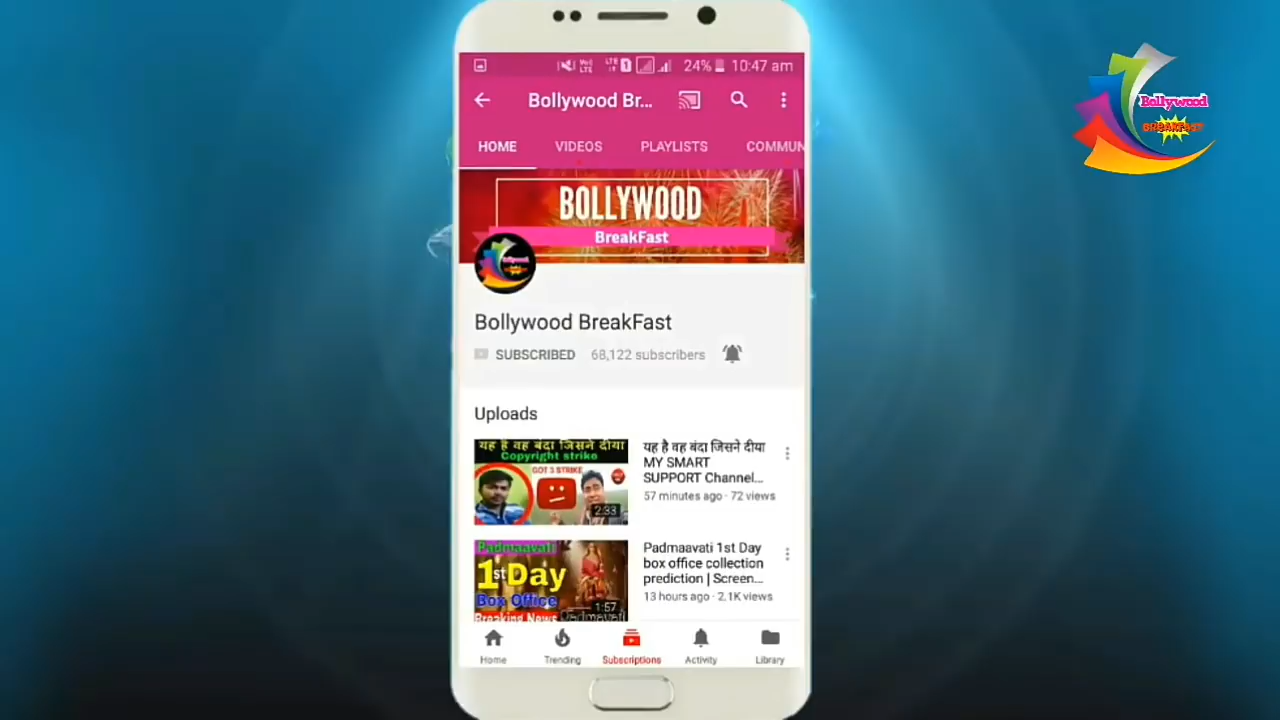 24% 10:47 am
Bollywood Br...
HOME VIDEOS PLAYLISTS COMMUN
Bollywood
BOLLYWOOD
BreakFast
Bollywood BreakFast
SUBSCRIBED 68,122 subscribers
Uploads
यह है वह बंदा जिसने दीया
Copyright strike
GOT 3 STRIKE
2:33
यह है वह बंदा जिसने दीया
MY SMART
SUPPORT Channel...
57 minutes ago · 72 views
Padmaavati
1st Day
Box Office
Breaking News
Padmavati
1:57
Padmaavati 1st Day
box office collection
prediction | Screen...
13 hours ago · 2.1K views
Home Trending Subscriptions Activity Library